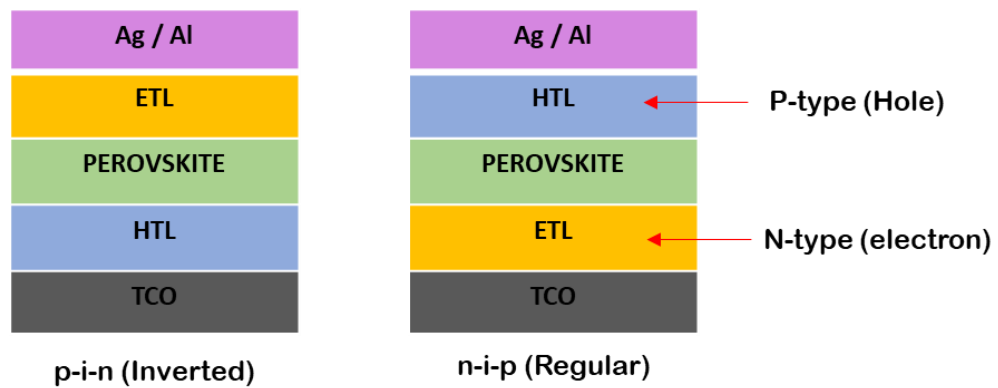 Ag / Al
ETL
PEROVSKITE
HTL
TCO
p-i-n (Inverted)
Ag / Al
HTL
PEROVSKITE
ETL
TCO
n-i-p (Regular)
P-type (Hole)
N-type (electron)